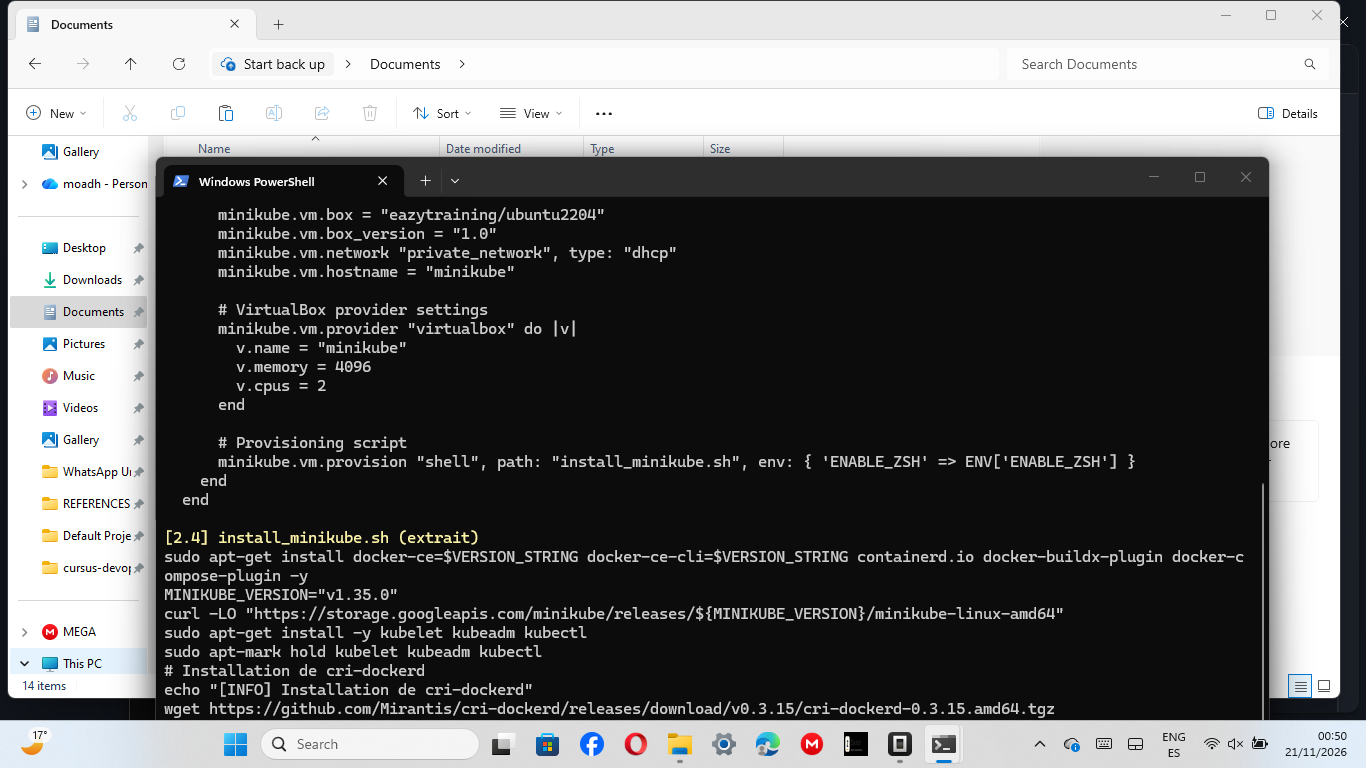 Documents
Start back up
Documents
Search Documents
New
Sort
View
Details
Name
Date modified
Type
Size
Gallery
moadh - Person
Desktop
Downloads
Documents
Pictures
Music
Videos
Gallery
WhatsApp Un
REFERENCES
Default Proje
cursus-devop
MEGA
This PC
14 items
ore
Windows PowerShell
minikube.vm.box = "eazytraining/ubuntu2204"
minikube.vm.box_version = "1.0"
minikube.vm.network "private_network", type: "dhcp"
minikube.vm.hostname = "minikube"
# VirtualBox provider settings
minikube.vm.provider "virtualbox" do |v|
v.name = "minikube"
v.memory = 4096
v.cpus = 2
end
# Provisioning script
minikube.vm.provision "shell", path: "install_minikube.sh", env: { 'ENABLE_ZSH' => ENV['ENABLE_ZSH'] }
end
end
[2.4] install_minikube.sh (extrait)
sudo apt-get install docker-ce=$VERSION_STRING docker-ce-cli=$VERSION_STRING containerd.io docker-buildx-plugin docker-c
ompose-plugin -y
MINIKUBE_VERSION="v1.35.0"
curl -LO "https://storage.googleapis.com/minikube/releases/${MINIKUBE_VERSION}/minikube-linux-amd64"
sudo apt-get install -y kubelet kubeadm kubectl
sudo apt-mark hold kubelet kubeadm kubectl
# Installation de cri-dockerd
echo "[INFO] Installation de cri-dockerd"
wget https://github.com/Mirantis/cri-dockerd/releases/download/v0.3.15/cri-dockerd-0.3.15.amd64.tgz
17°
Search
ENG
ES
00:50
21/11/2026